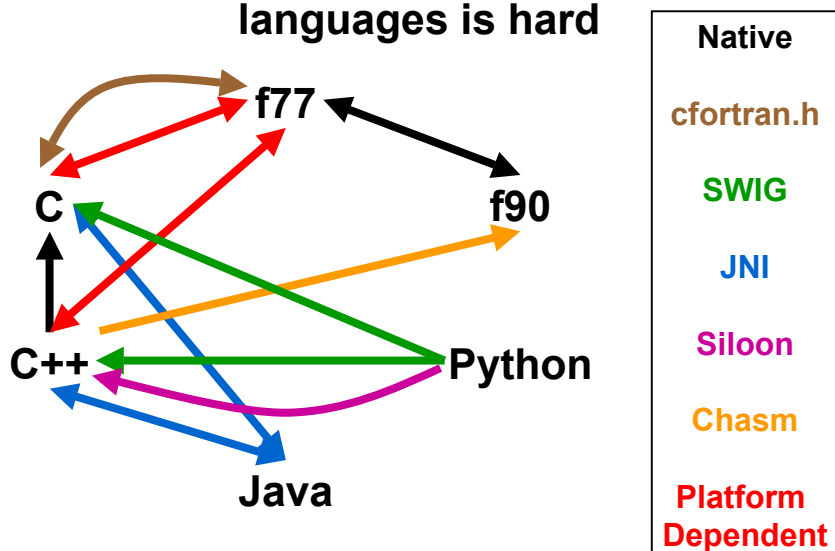 languages is hard
f77
C
f90
C++
Python
Java
Native
cfortran.h
SWIG
JNI
Siloon
Chasm
Platform
Dependent